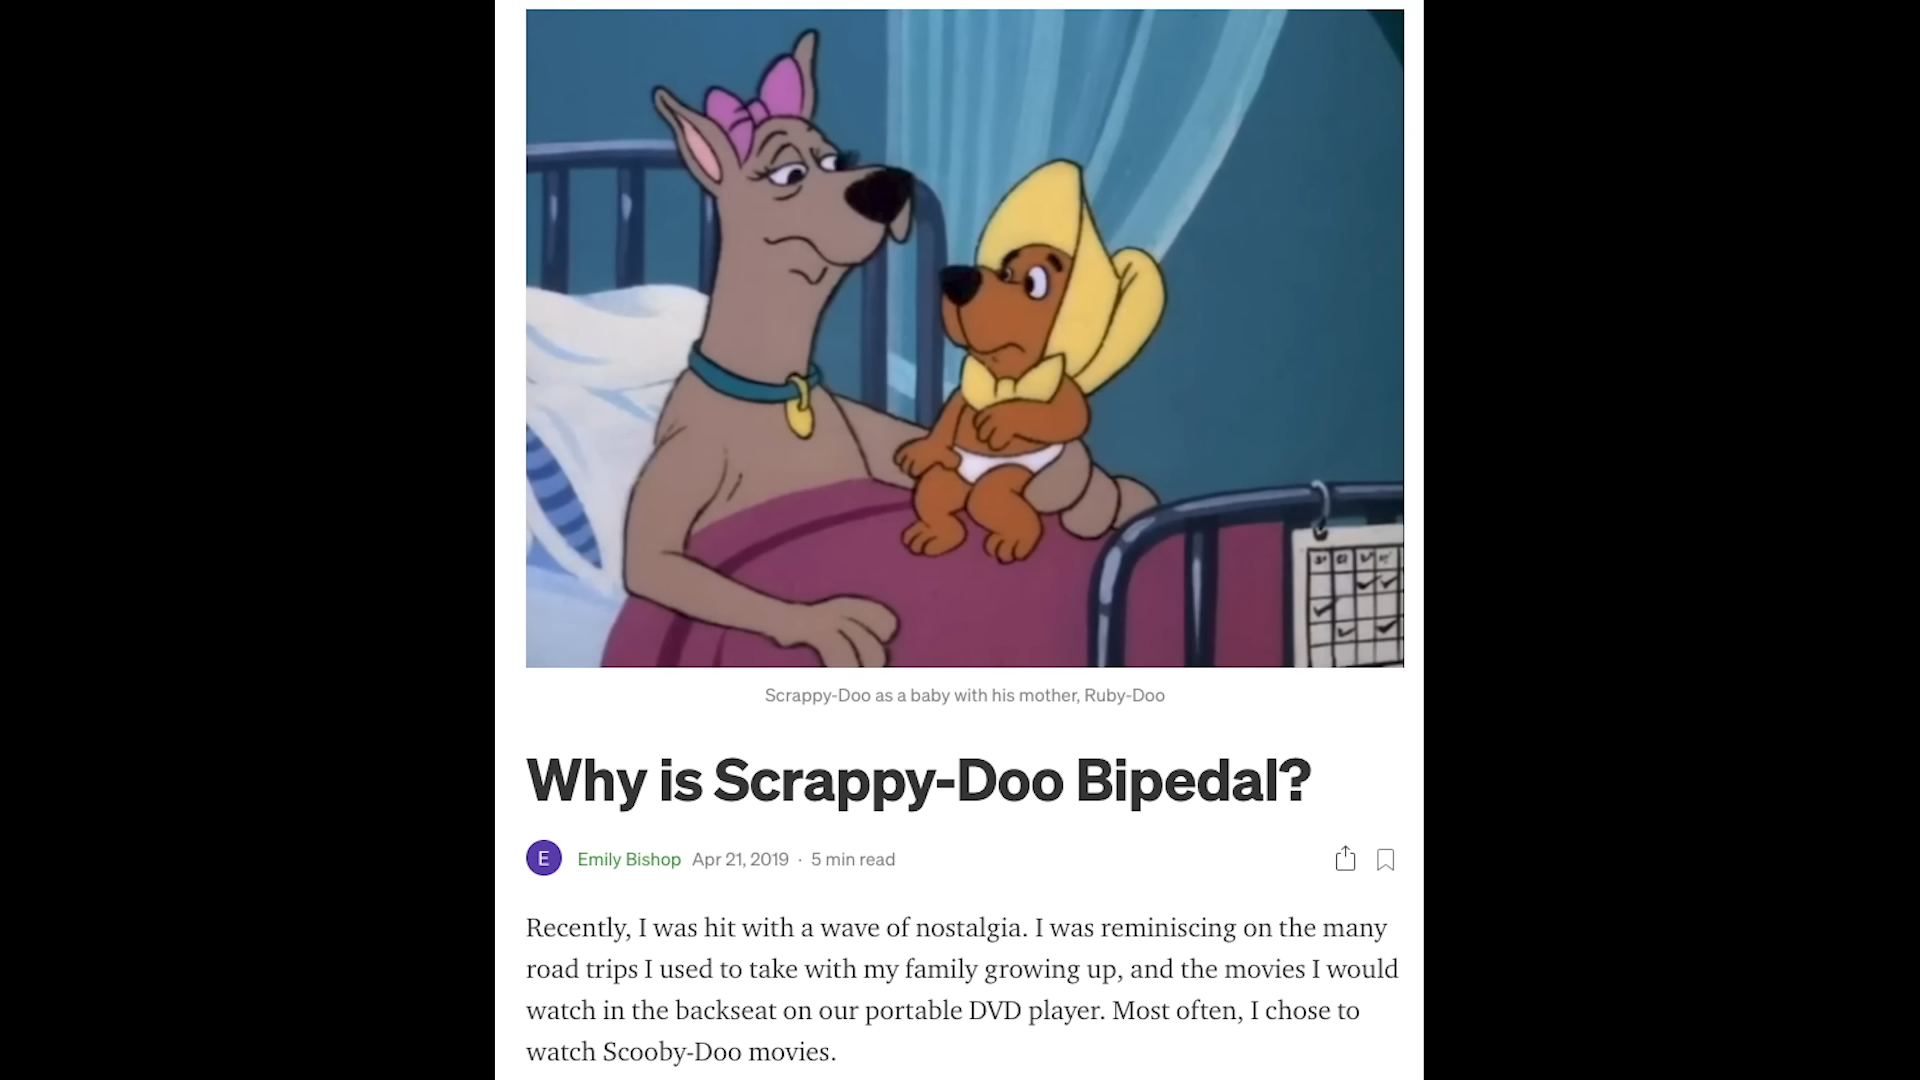 Scrappy-Doo as a baby with his mother, Ruby-Doo
Why is Scrappy-Doo Bipedal?
E Emily Bishop Apr 21, 2019 · 5 min read
Recently, I was hit with a wave of nostalgia. I was reminiscing on the many
road trips I used to take with my family growing up, and the movies I would
watch in the backseat on our portable DVD player. Most often, I chose to
watch Scooby-Doo movies.